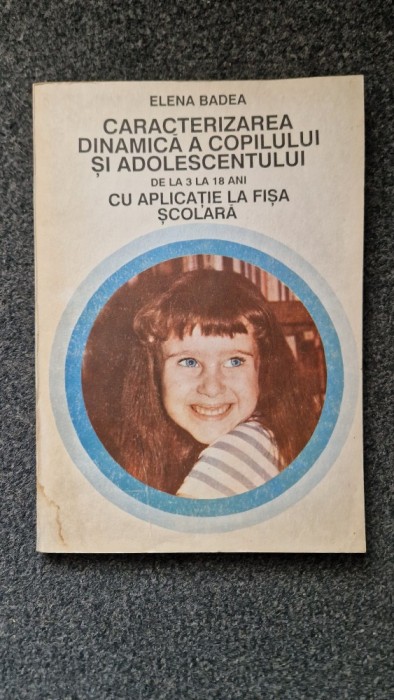 ELENA BADEA
CARACTERIZAREA
DINAMICĂ A COPILULUI
ȘI ADOLESCENTULUI
DE LA 3 LA 18 ANI
CU APLICAȚIE LA FIȘA
ȘCOLARĂ